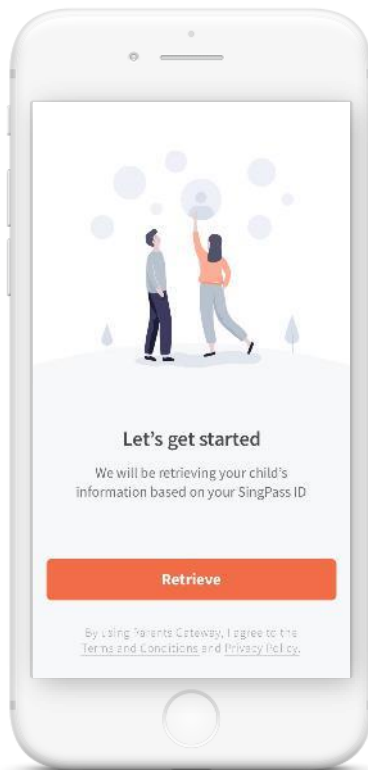 Let's get started
We will be retrieving your child's
information based on your SingPass ID
Retrieve
By using Parents Gateway, I agree to the
Terms and Conditions and Privacy Policy.